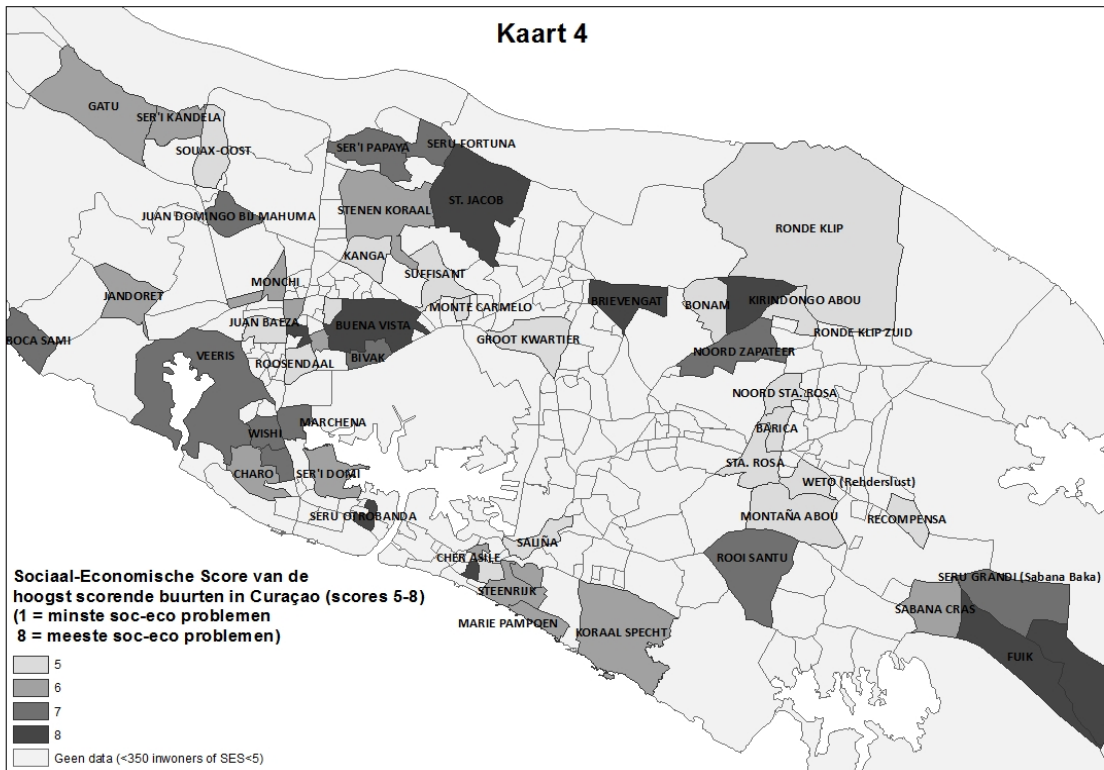 Kaart 4
GATU
SER'I KANDELA
SOUAX-OOST
SER'I PAPAYA
SERU FORTUNA
ST. JACOB
STENEN KORAAL
JUAN DOMINGO BIJ MAHUMA
KANGA
SUFFISANT
MONCHI
JANDORET
MONTE CARMELO
BOCA SAMI
JUAN BAEZA
BUENA VISTA
VEERIS
ROOSENDAAL
BIVAK
GROOT KWARTIER
BRIEVENGAT
BONAM
RONDE KLIP
KIRINDONGO ABOU
RONDE KLIP ZUID
NOORD ZAPATEER
NOORD STA. ROSA
BARICA
STA. ROSA
WETO (Rehderslust)
MONTAÑA ABOU
RECOMPENSA
MARCHENA
WISHI
CHARO
SER'I DOMI
SERU OTROBANDA
SALIÑA
CHER ASILE
STEENRIJK
MARIE PAMPOEN
KORAAL SPECHT
ROOI SANTU
SERU GRANDI (Sabana Baka)
SABANA CRAS
FUIK
Sociaal-Economische Score van de
hoogst scorende buurten in Curaçao (scores 5-8)
(1 = minste soc-eco problemen
8 = meeste soc-eco problemen)
5
6
7
8
Geen data (<350 inwoners of SES<5)